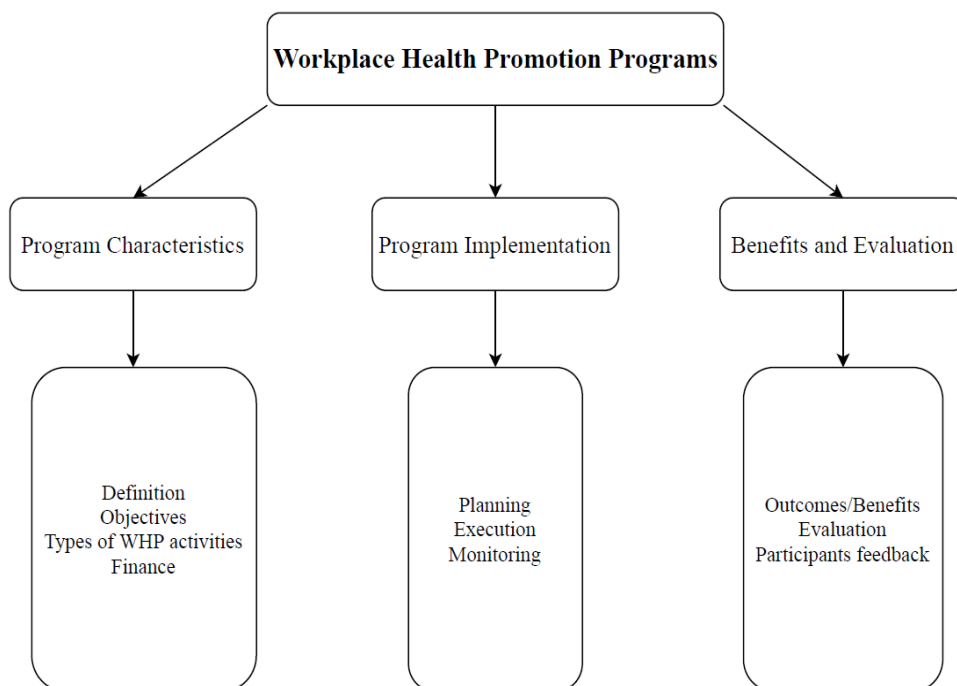 Workplace Health Promotion Programs
Program Characteristics
Program Implementation
Benefits and Evaluation
Definition
Objectives
Types of WHP activities
Finance
Planning
Execution
Monitoring
Outcomes/Benefits
Evaluation
Participants feedback